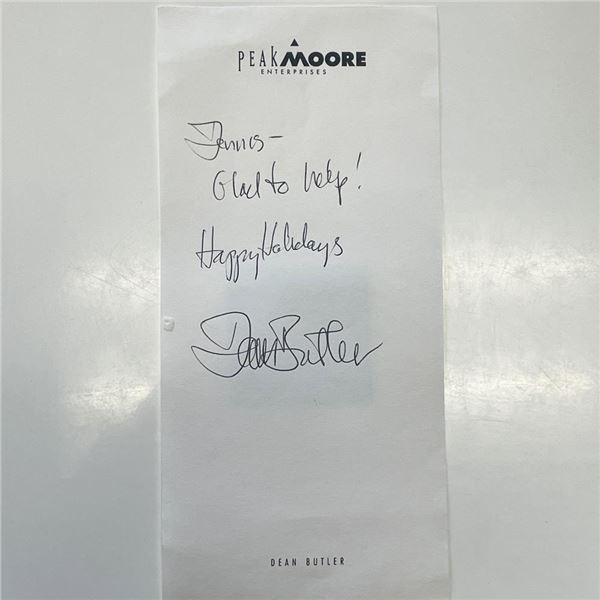 PEAKMOORE
ENTERPRISES
Dennis-
Glad to help!
Happy Holidays
Dean Butler
DEAN BUTLER